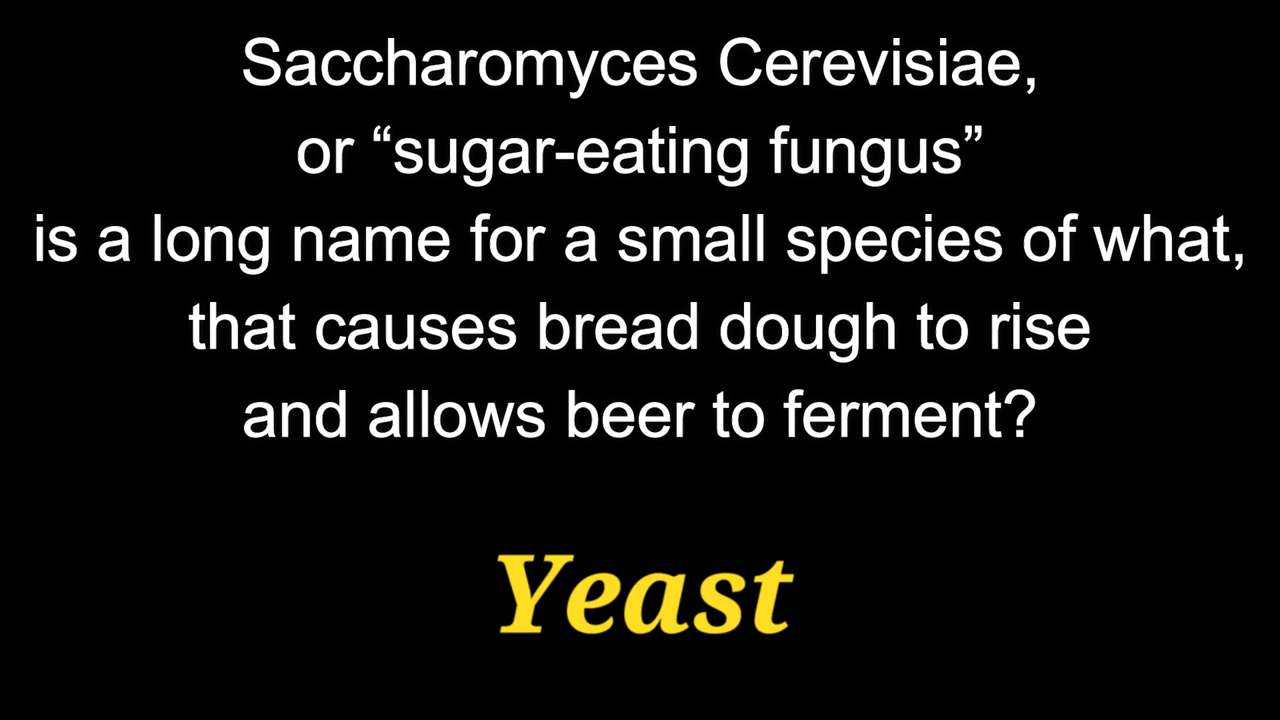 Saccharomyces Cerevisiae,
or “sugar-eating fungus”
is a long name for a small species of what,
that causes bread dough to rise
and allows beer to ferment?
Yeast